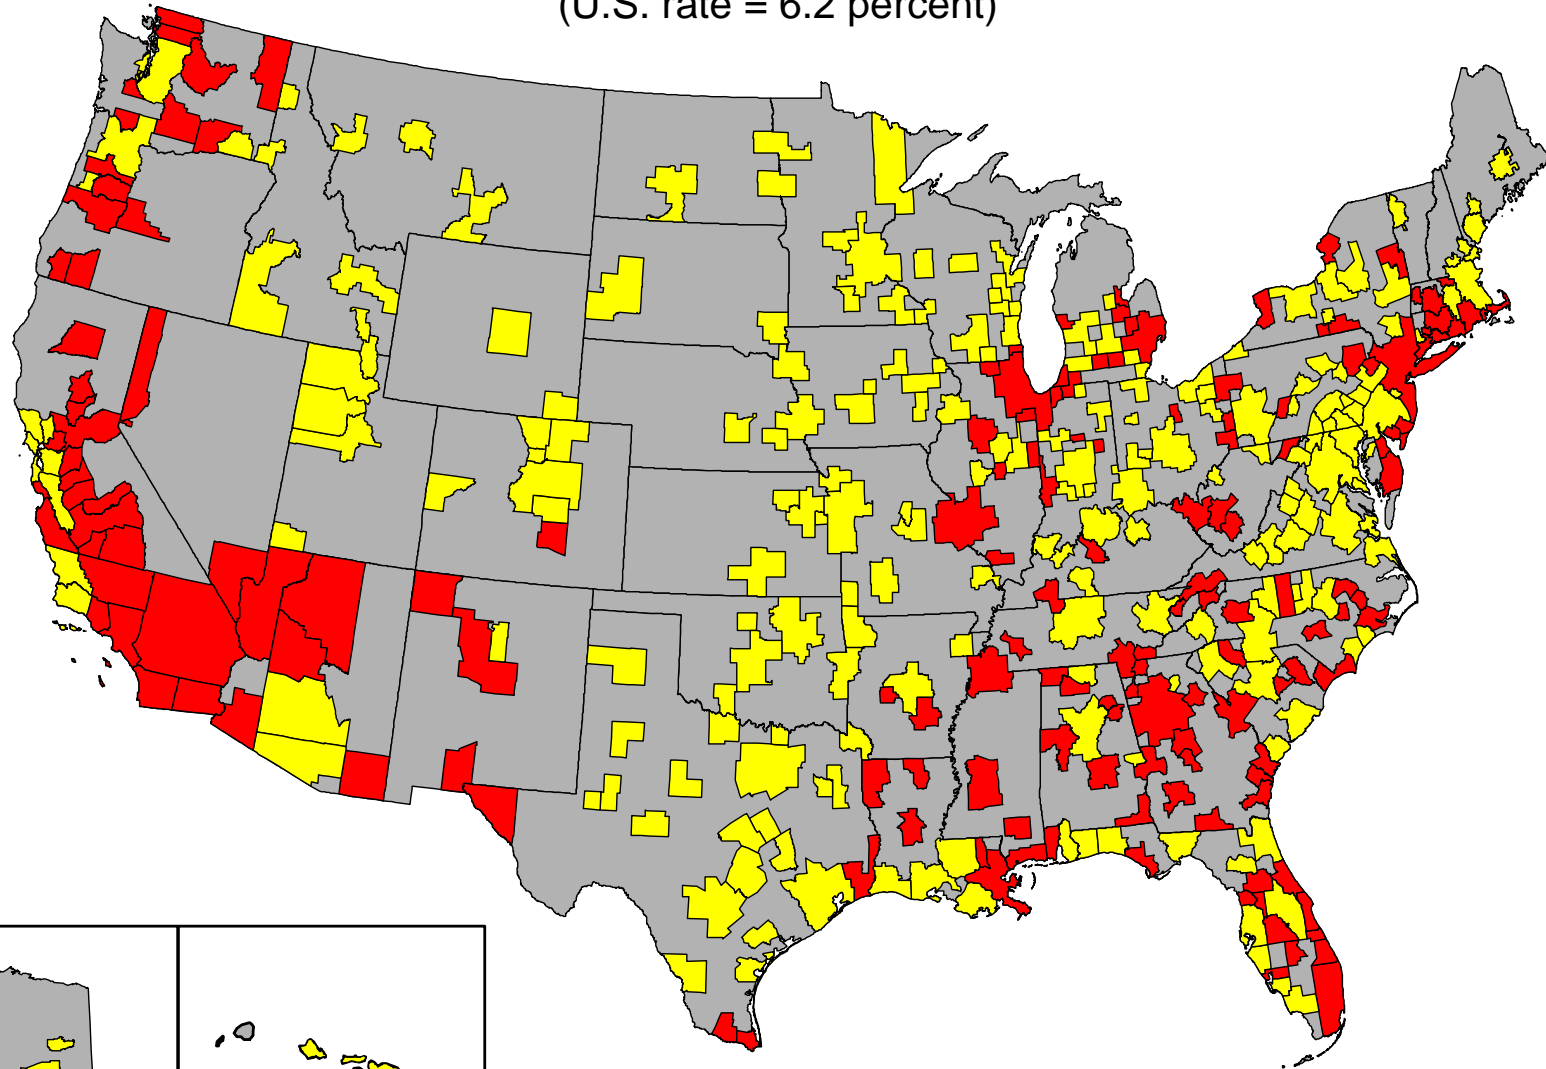 (U.S. rate = 6.2 percent)